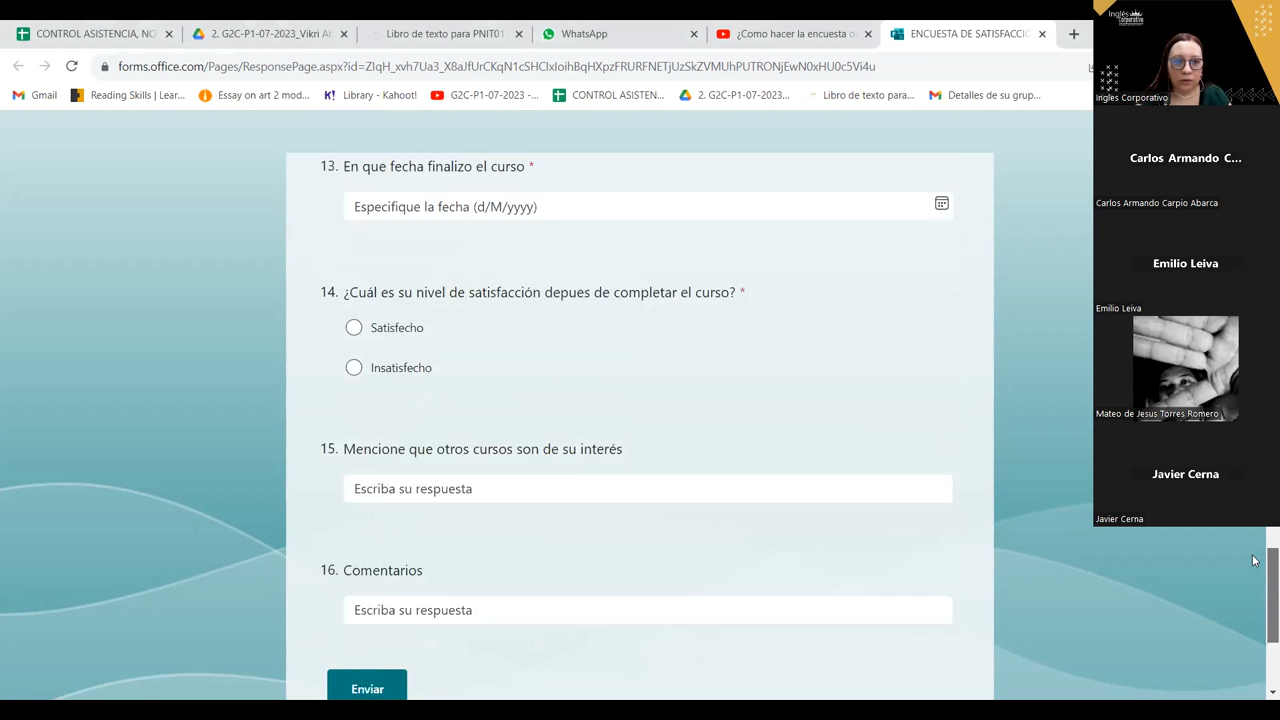 CONTROL ASISTENCIA, NO
2. G2C-P1-07-2023_Vikri Ab
Libro de texto para PNIT01
WhatsApp
¿Como hacer la encuesta de
ENCUESTA DE SATISFACCIÓ
forms.office.com/Pages/ResponsePage.aspx?id=ZIqH_xvh7Ua3_X8aJfUQuN1cSHClxIoihBqHXpzFRURFNETjUzSkZVMUhPUTRONjEwN0xHU0c5Vi4u
Gmail
Reading Skills | Lear...
Essay on art 2 mod...
Library - Kahoot!
G2C-P1-07-2023 -...
CONTROL ASISTEN...
2. G2C-P1-07-2023...
Libro de texto para...
Detalles de su grup...
13. En que fecha finalizo el curso *
Especifique la fecha (d/M/yyyy)
14. ¿Cuál es su nivel de satisfacción depues de completar el curso? *
Satisfecho
Insatisfecho
15. Mencione que otros cursos son de su interés
Escriba su respuesta
16. Comentarios
Escriba su respuesta
Enviar
Inglés
Corporativo
Ingles Corporativo
Carlos Armando C...
Carlos Armando Carpio Abarca
Emilio Leiva
Emilio Leiva
Mateo de Jesus Torres Romero
Javier Cerna
Javier Cerna